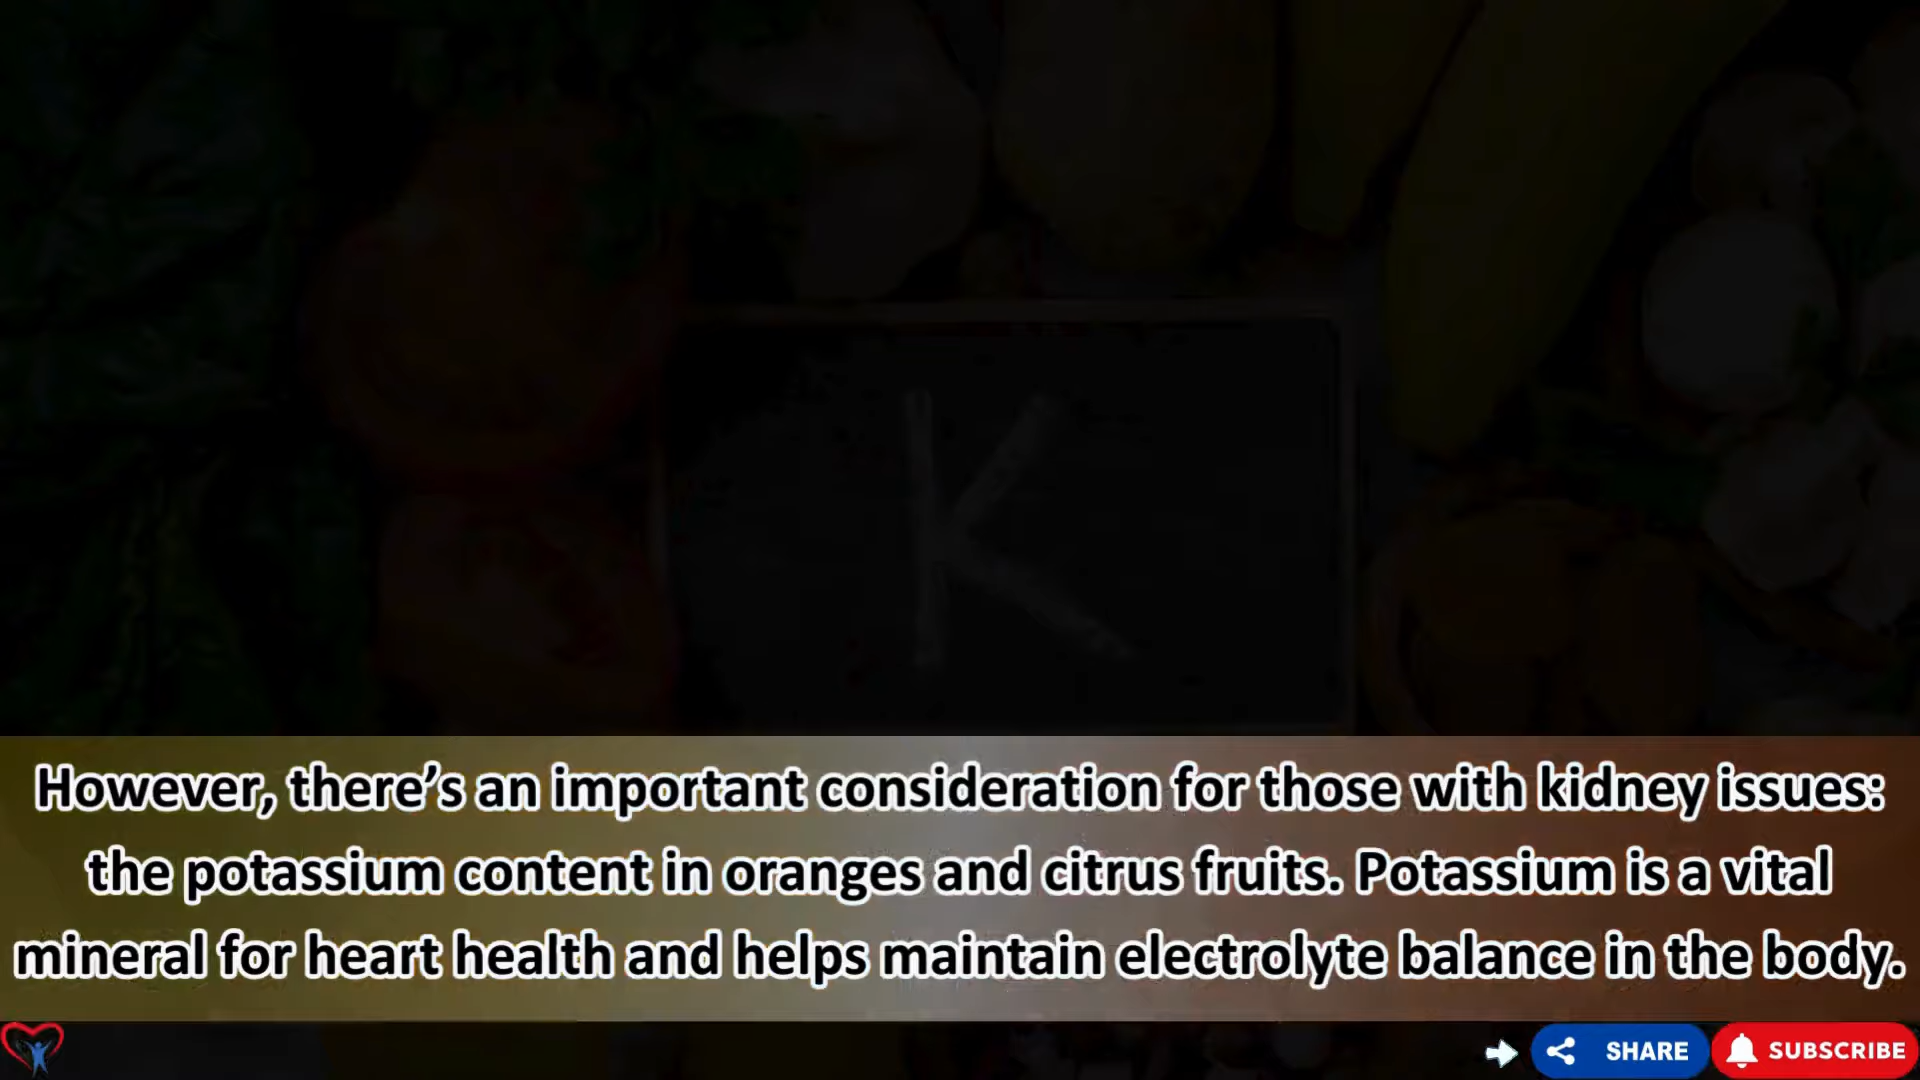 K
However, there’s an important consideration for those with kidney issues:
the potassium content in oranges and citrus fruits. Potassium is a vital
mineral for heart health and helps maintain electrolyte balance in the body.
SHARE
SUBSCRIBE